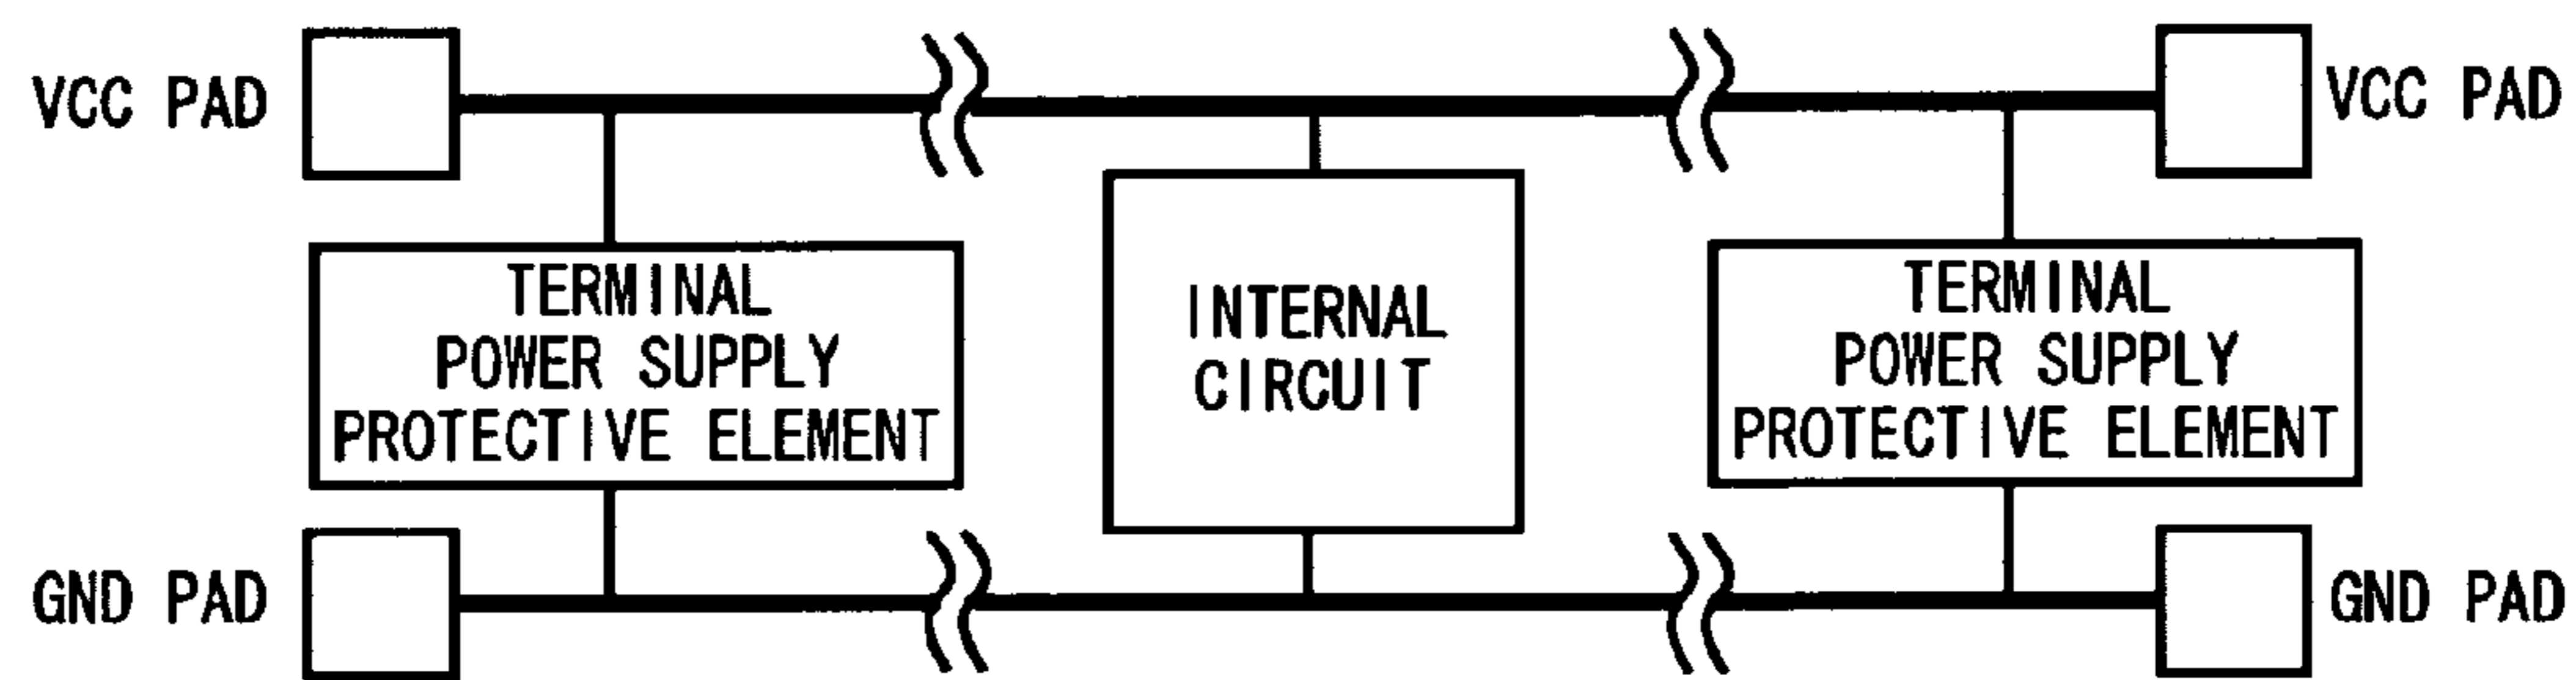 VCC PAD
VCC PAD
TERMINAL
POWER SUPPLY
PROTECTIVE ELEMENT
INTERNAL
CIRCUIT
TERMINAL
POWER SUPPLY
PROTECTIVE ELEMENT
GND PAD
GND PAD